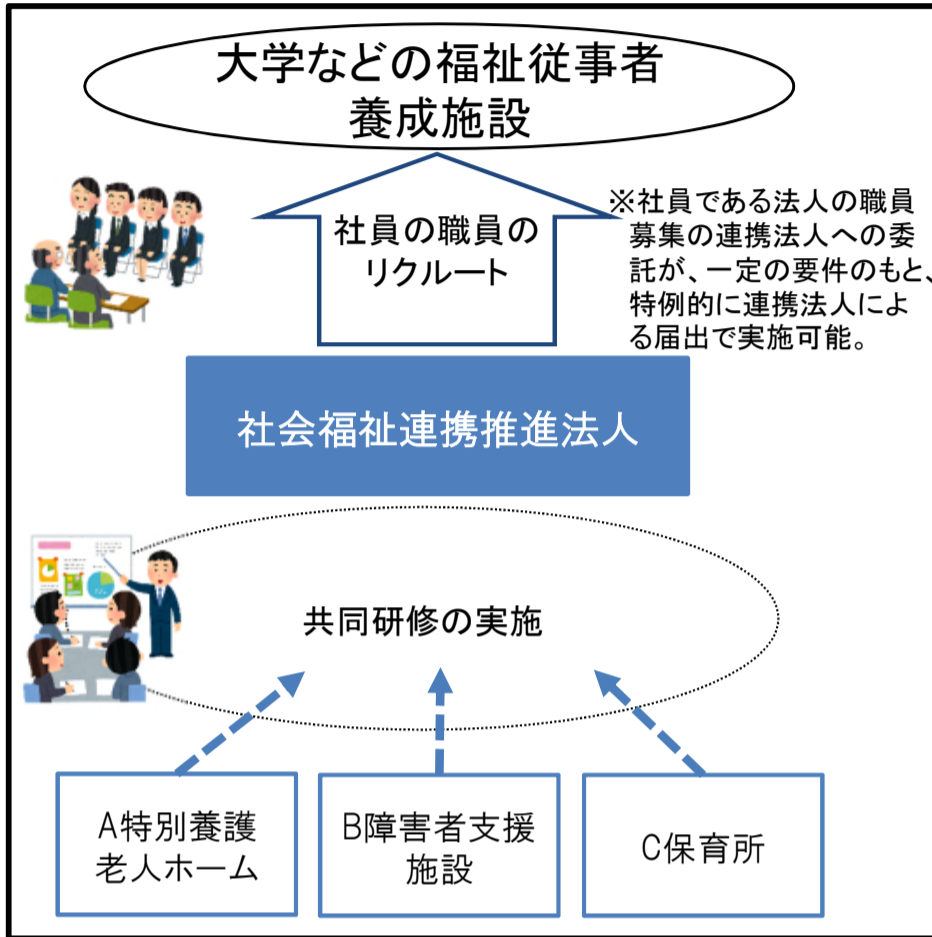 大学などの福祉従事者
養成施設
社員の職員の
リクルート
※社員である法人の職員
募集の連携法人への委
託が、一定の要件のもと、
特例的に連携法人によ
る届出で実施可能。
社会福祉連携推進法人
共同研修の実施
A特別養護
老人ホーム
B障害者支援
施設
C保育所